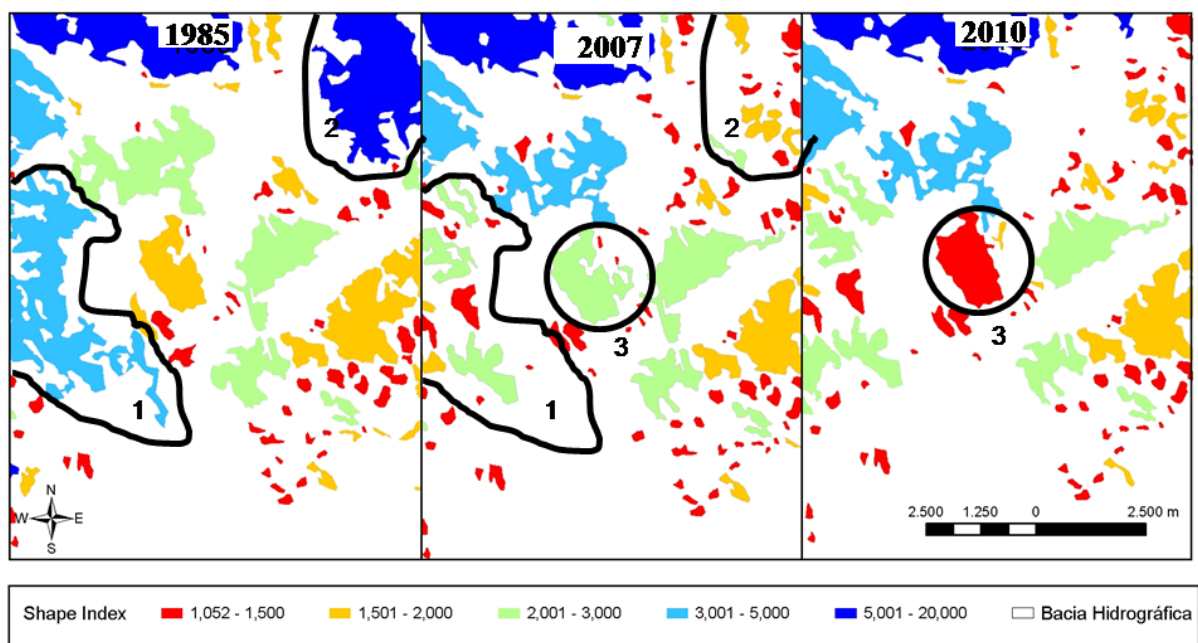 1985
2007
2010
2
2
1
1
3
3
N
W E
S
2.500 1.250 0 2.500 m
Shape Index 1,052 - 1,500 1,501 - 2,000 2,001 - 3,000 3,001 - 5,000 5,001 - 20,000 Bacia Hidrográfica